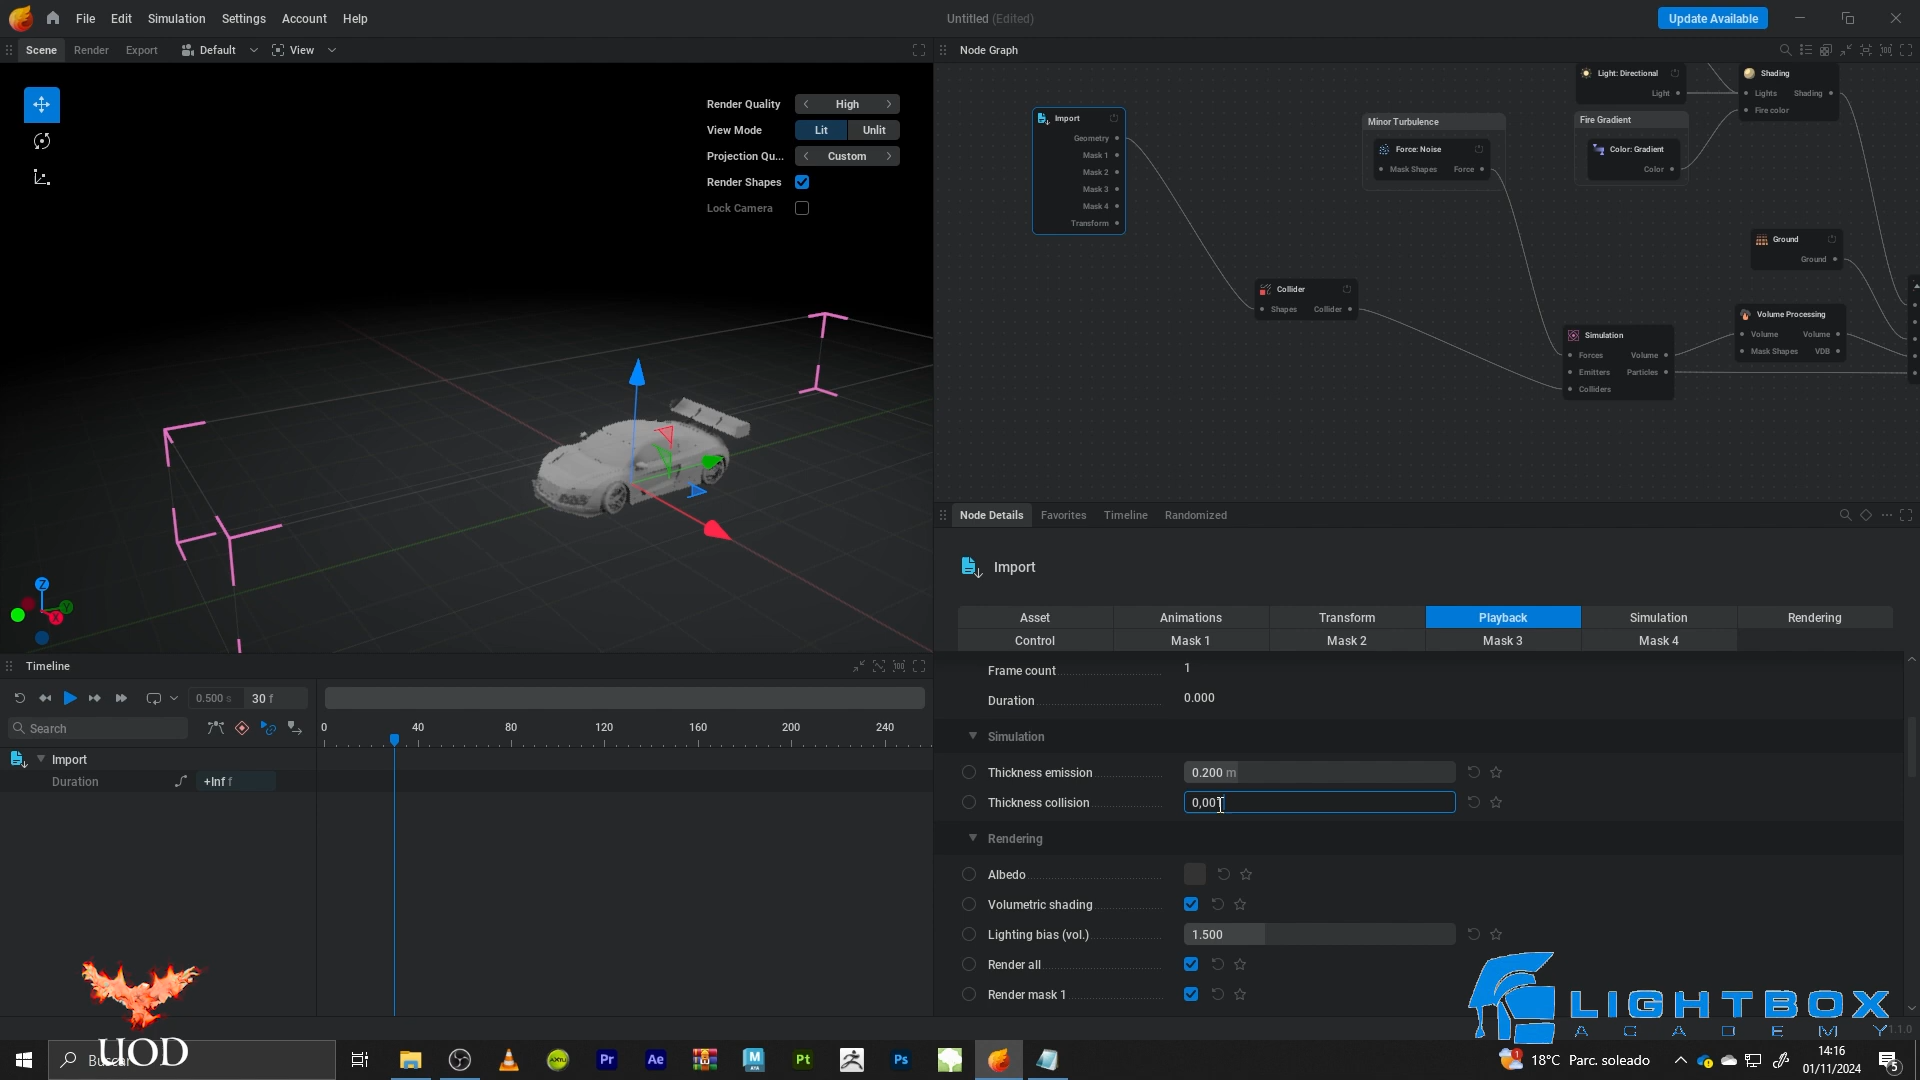 File Edit Simulation Settings Account Help
Untitled (Edited)
Update Available
Scene Render Export Default View
Render Quality High
View Mode Lit Unlit
Projection Qu... Custom
Render Shapes
Lock Camera
Z
Y
X
Node Graph
Import
Geometry
Mask 1
Mask 2
Mask 3
Mask 4
Transform
Collider
Shapes Collider
Minor Turbulence
Force: Noise
Mask Shapes Force
Light: Directional
Light
Fire Gradient
Color: Gradient
Color
Shading
Lights Shading
Fire color
Ground
Ground
Simulation
Forces Volume
Emitters Particles
Colliders
Volume Processing
Volume Volume
Mask Shapes VDB
Node Details Favorites Timeline Randomized
Import
Asset Animations Transform Playback Simulation Rendering
Control Mask 1 Mask 2 Mask 3 Mask 4
Frame count 1
Duration 0.000
Simulation
Thickness emission 0.200 m
Thickness collision 0,00
Rendering
Albedo
Volumetric shading
Lighting bias (vol.) 1.500
Render all
Render mask 1
Timeline
0.500 s 30 f
Search
0 40 80 120 160 200 240
Import
Duration +Inf f
UOD
LIGHTBOX
ACADEMY
1.1.0
18°C Parc. soleado
14:16
01/11/2024
5